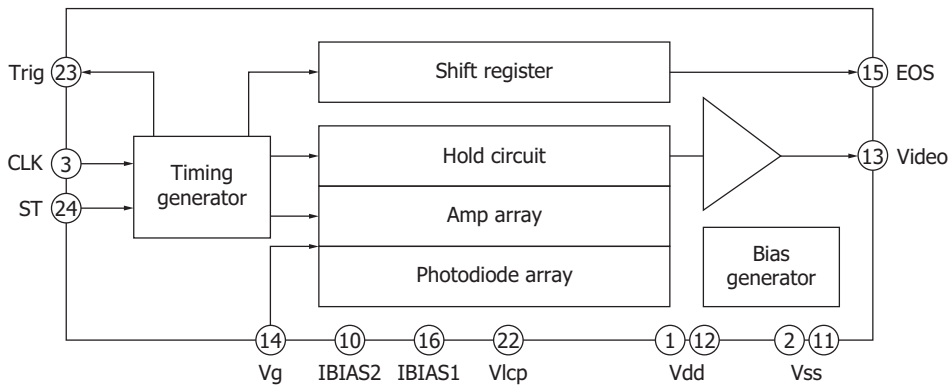 Shift register
Trig 23
15 EOS
Hold circuit
CLK 3
Timing
generator
13 Video
ST 24
Amp array
Photodiode array
Bias
generator
14 10 16 22 1 12 2 11
Vg IBIAS2 IBIAS1 Vlcp Vdd Vss